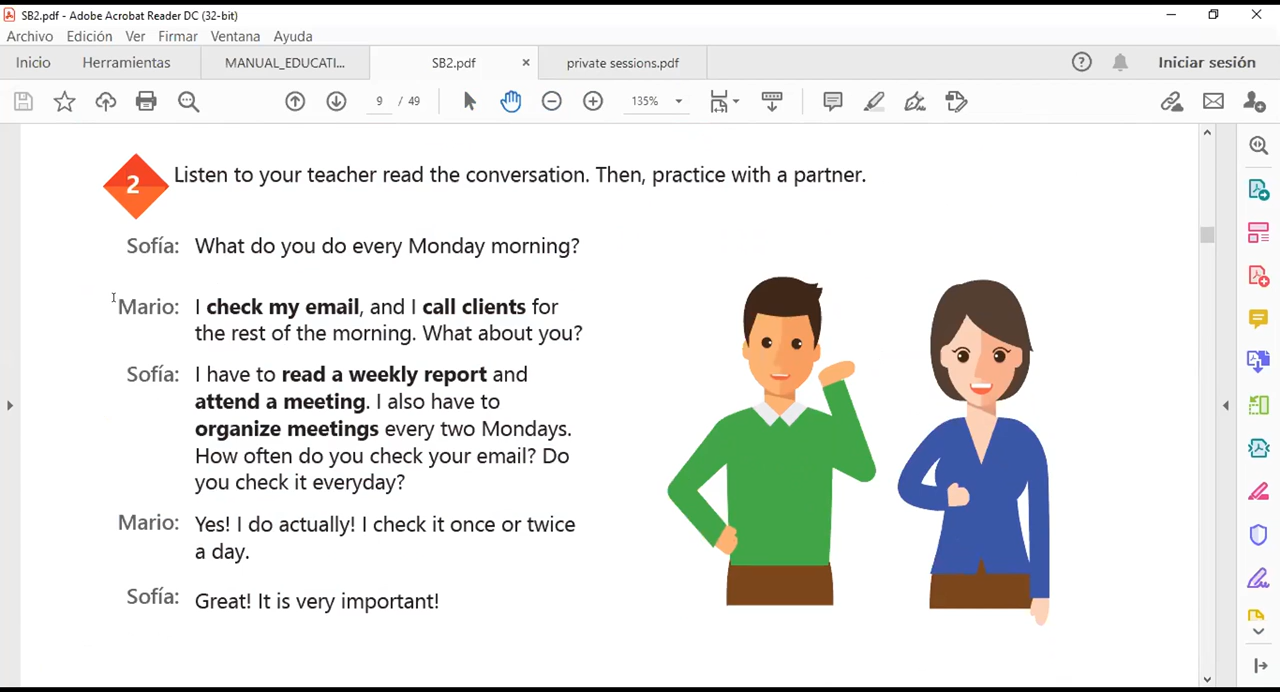 SB2.pdf - Adobe Acrobat Reader DC (32-bit)
Archivo Edición Ver Firmar Ventana Ayuda
Inicio Herramientas MANUAL_EDUCATI... SB2.pdf × private sessions.pdf Iniciar sesión
9 / 49 135%
2 Listen to your teacher read the conversation. Then, practice with a partner.
Sofía: What do you do every Monday morning?
Mario: I check my email, and I call clients for
the rest of the morning. What about you?
Sofía: I have to read a weekly report and
attend a meeting. I also have to
organize meetings every two Mondays.
How often do you check your email? Do
you check it everyday?
Mario: Yes! I do actually! I check it once or twice
a day.
Sofía: Great! It is very important!